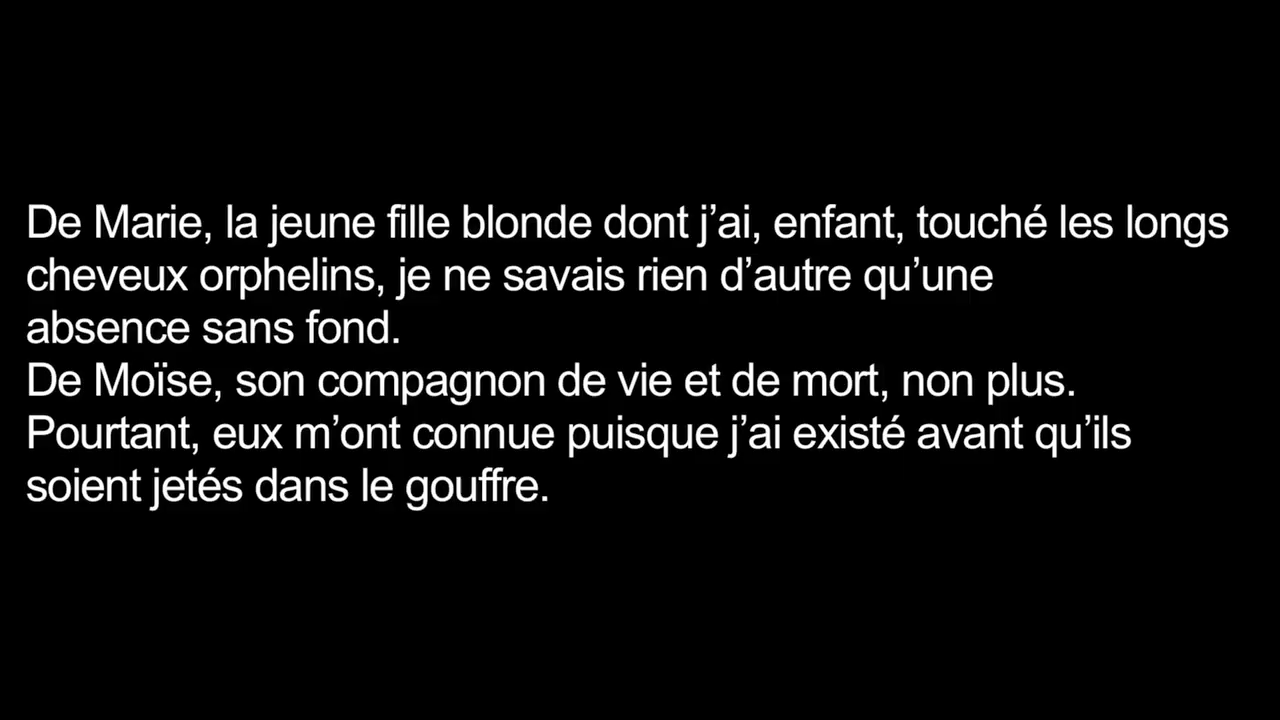 De Marie, la jeune fille blonde dont j’ai, enfant, touché les longs
cheveux orphelins, je ne savais rien d’autre qu’une
absence sans fond.
De Moïse, son compagnon de vie et de mort, non plus.
Pourtant, eux m’ont connue puisque j’ai existé avant qu’ils
soient jetés dans le gouffre.